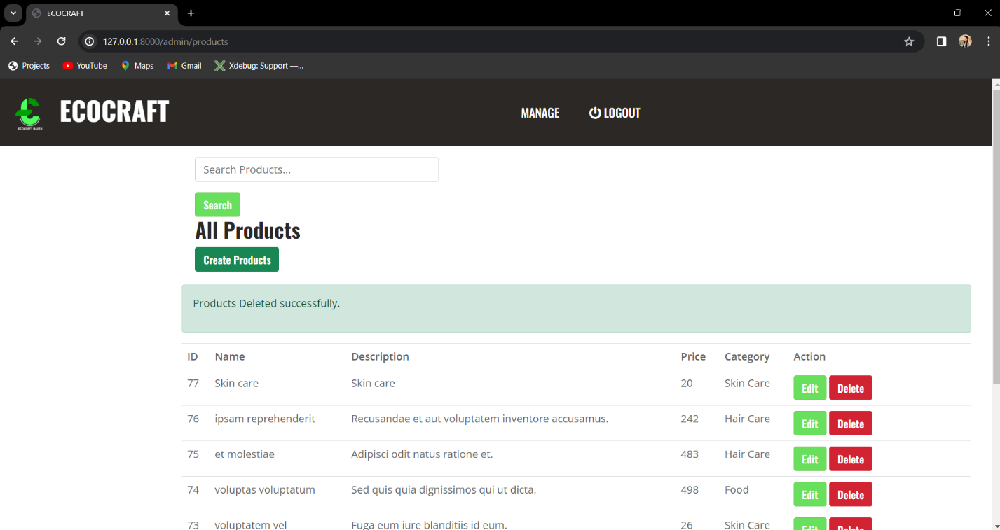 ECOCRAFT
127.0.0.1:8000/admin/products
Projects YouTube Maps Gmail Xdebug: Support —...
ECOCRAFT HAVEN
ECOCRAFT MANAGE LOGOUT
Search Products...
Search
All Products
Create Products
Products Deleted successfully.
ID Name Description Price Category Action
77 Skin care Skin care 20 Skin Care Edit Delete
76 ipsam reprehenderit Recusandae et aut voluptatem inventore accusamus. 242 Hair Care Edit Delete
75 et molestiae Adipisci odit natus ratione et. 483 Hair Care Edit Delete
74 voluptas voluptatum Sed quis quia dignissimos qui ut dicta. 498 Food Edit Delete
73 voluptatem vel Fuga eum iure blanditiis id eum. 26 Skin Care Edit Delete